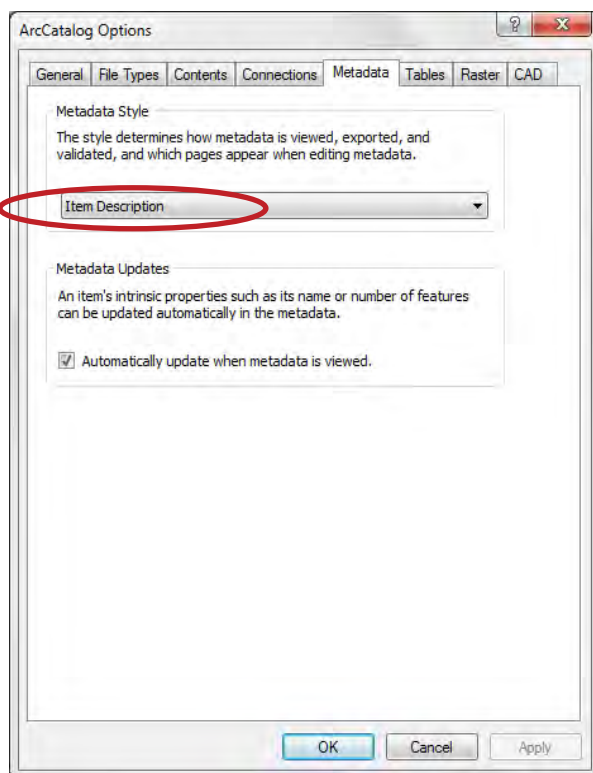 ArcCatalog Options
General File Types Contents Connections Metadata Tables Raster CAD
Metadata Style
The style determines how metadata is viewed, exported, and
validated, and which pages appear when editing metadata.
Item Description
Metadata Updates
An item's intrinsic properties such as its name or number of features
can be updated automatically in the metadata.
Automatically update when metadata is viewed.
OK Cancel Apply